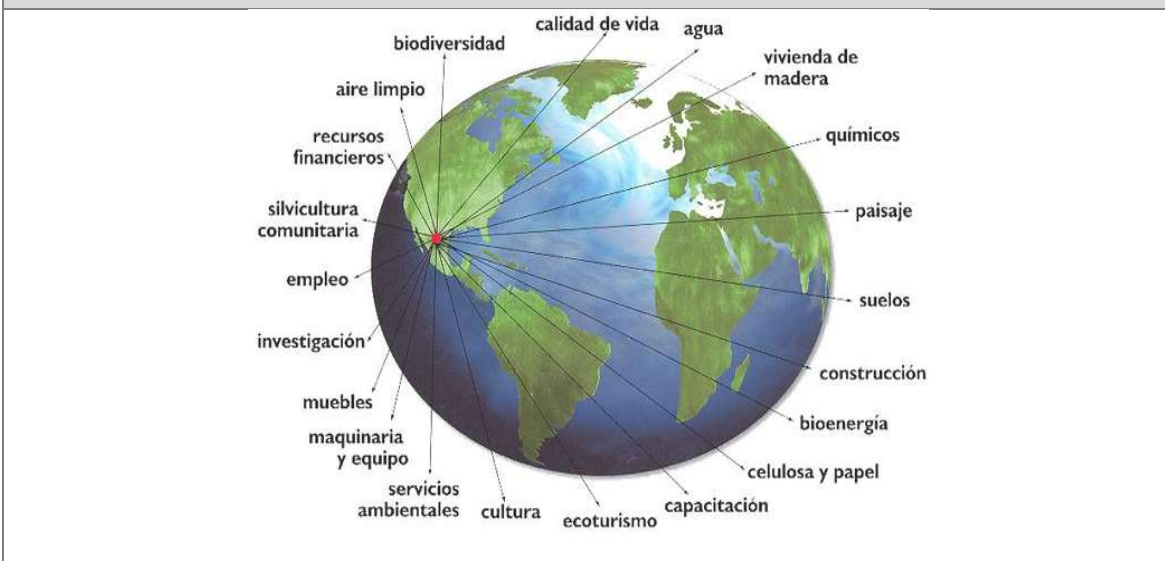 calidad de vida
agua
biodiversidad
vivienda de
madera
aire limpio
químicos
recursos
financieros
silvicultura
comunitaria
paisaje
empleo
suelos
investigación
construcción
muebles
bioenergía
maquinaria
y equipo
celulosa y papel
servicios
ambientales
cultura
ecoturismo
capacitación